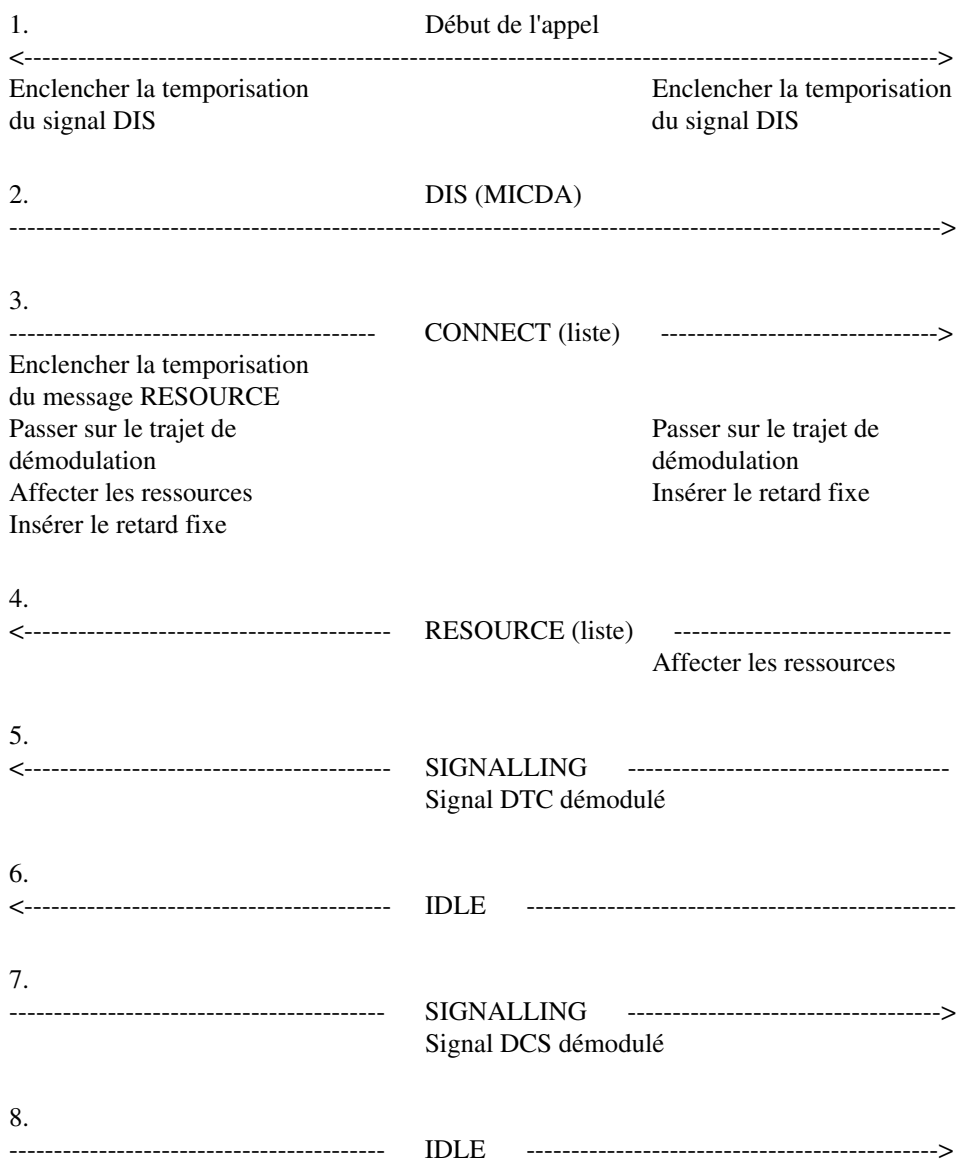 1. Début de l'appel
<------------------------------------------------------------------------------------------------------>
Enclencher la temporisation Enclencher la temporisation
du signal DIS du signal DIS
2. DIS (MICDA)
-------------------------------------------------------------------------------------------------------->
3.
----------------------------------------- CONNECT (liste) ------------------------------->
Enclencher la temporisation
du message RESOURCE
Passer sur le trajet de Passer sur le trajet de
démodulation démodulation
Affecter les ressources Insérer le retard fixe
Insérer le retard fixe
4.
<----------------------------------------- RESOURCE (liste) -------------------------------
Affecter les ressources
5.
<----------------------------------------- SIGNALLING ------------------------------------
Signal DTC démodulé
6.
<----------------------------------------- IDLE ------------------------------------------------
7.
------------------------------------------ SIGNALLING ----------------------------------->
Signal DCS démodulé
8.
------------------------------------------ IDLE ---------------------------------------------->